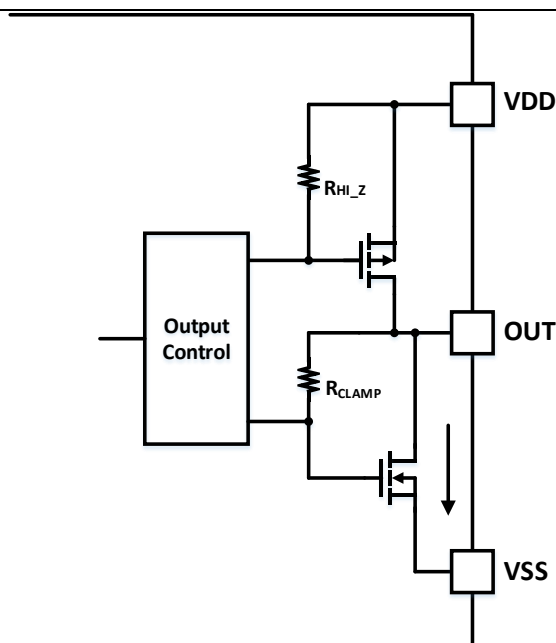 VDD
RHI_Z
Output
Control
OUT
RCLAMP
VSS